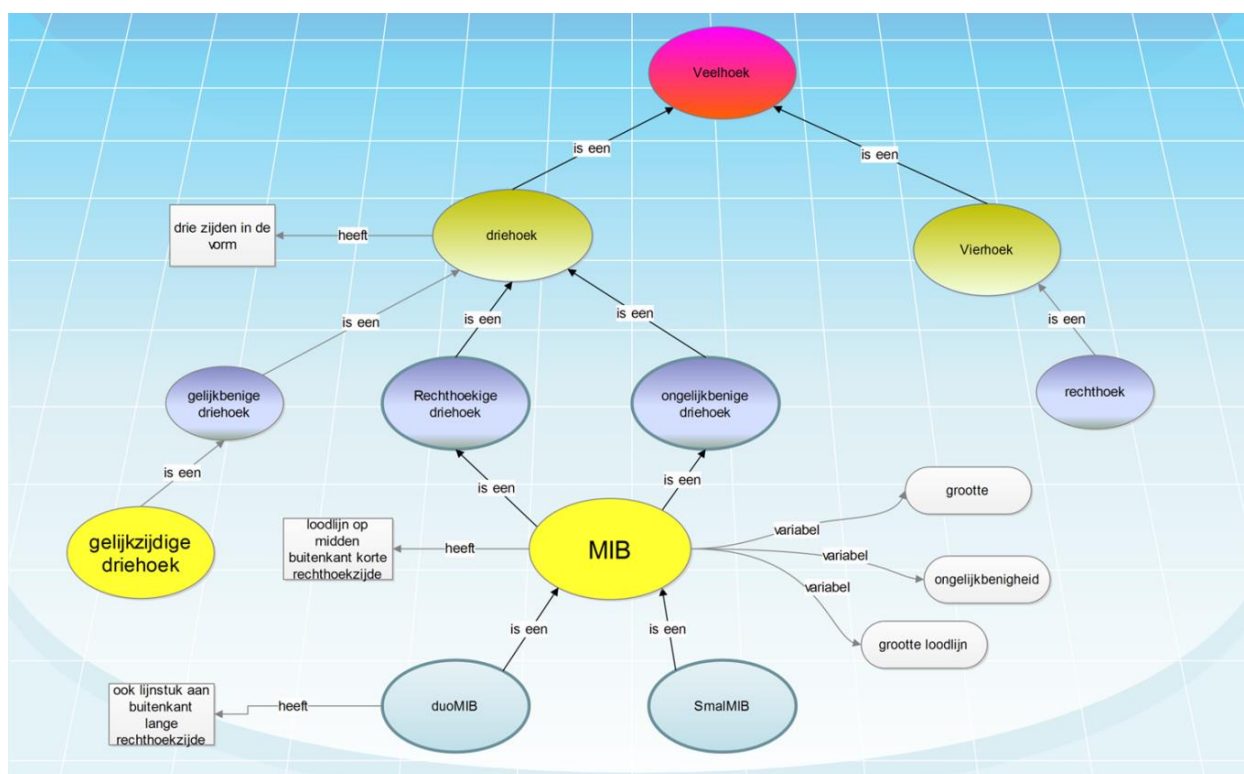 Veelhoek
is een
is een
drie zijden in de
vorm
heeft
driehoek
Vierhoek
is een
is een
is een
is een
gelijkbenige
driehoek
Rechthoekige
driehoek
ongelijkbenige
driehoek
rechthoek
is een
is een
is een
gelijkzijdige
driehoek
loodlijn op
midden
buitenkant korte
rechthoekzijde
heeft
MIB
variabel
variabel
variabel
grootte
ongelijkbenigheid
grootte loodlijn
is een
is een
ook lijnstuk aan
buitenkant
lange
rechthoekzijde
heeft
duoMIB
SmalMIB